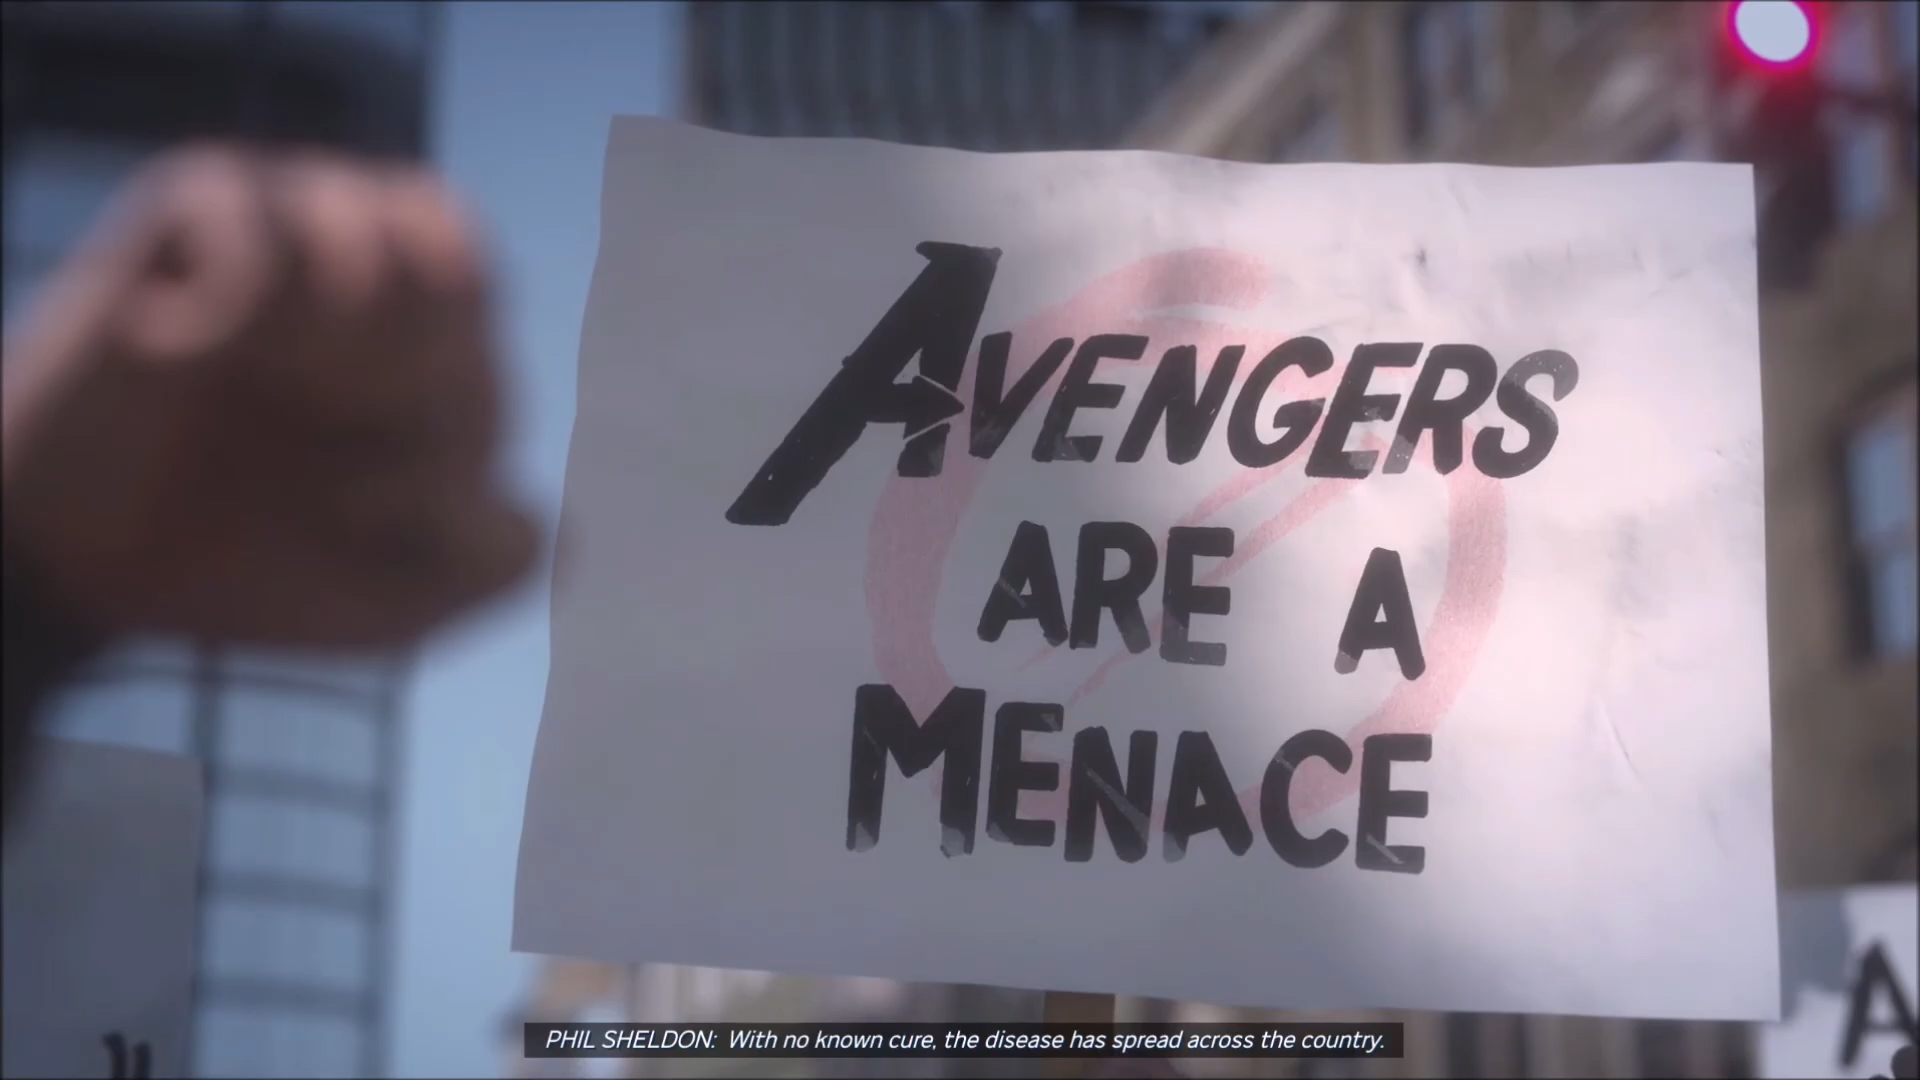 AVENGERS
ARE A
MENACE
PHIL SHELDON: With no known cure, the disease has spread across the country.
A